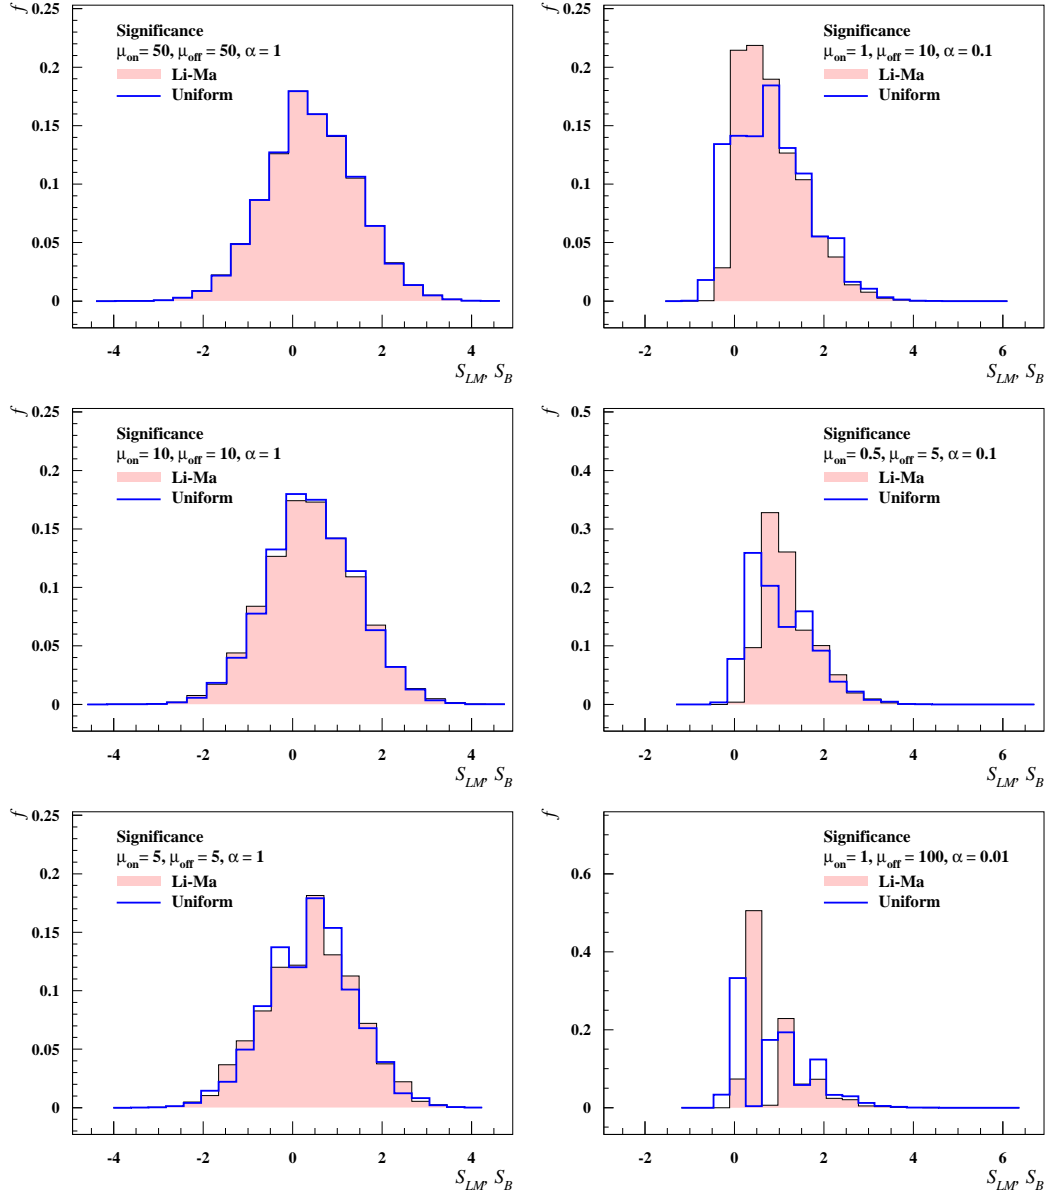 f
0.25
0.2
0.15
0.1
0.05
0
Significance
μon= 50, μoff = 50, α = 1
Li-Ma
Uniform
-4 -2 0 2 4
SLM, SB
f
0.25
0.2
0.15
0.1
0.05
0
Significance
μon= 1, μoff = 10, α = 0.1
Li-Ma
Uniform
-2 0 2 4 6
SLM, SB
f
0.25
0.2
0.15
0.1
0.05
0
Significance
μon= 10, μoff = 10, α = 1
Li-Ma
Uniform
-4 -2 0 2 4
SLM, SB
f
0.5
0.4
0.3
0.2
0.1
0
Significance
μon= 0.5, μoff = 5, α = 0.1
Li-Ma
Uniform
-2 0 2 4 6
SLM, SB
f
0.25
0.2
0.15
0.1
0.05
0
Significance
μon= 5, μoff = 5, α = 1
Li-Ma
Uniform
-4 -2 0 2 4
SLM, SB
f
0.6
0.4
0.2
0
Significance
μon= 1, μoff = 100, α = 0.01
Li-Ma
Uniform
-2 0 2 4 6
SLM, SB